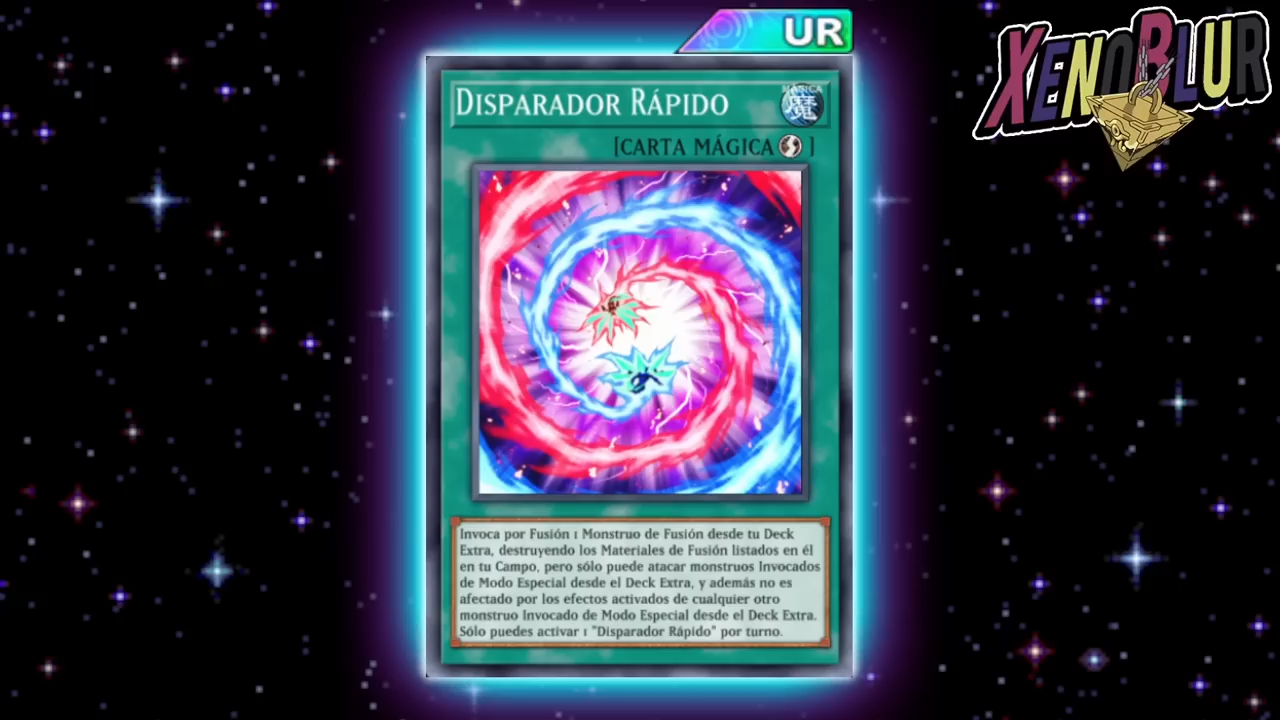 UR
XENOBLUR
DISPARADOR RÁPIDO
MÁGICA
魔
[CARTA MÁGICA ]
Invoca por Fusión 1 Monstruo de Fusión desde tu Deck
Extra, destruyendo los Materiales de Fusión listados en él
en tu Campo, pero sólo puede atacar monstruos Invocados
de Modo Especial desde el Deck Extra, y además no es
afectado por los efectos activados de cualquier otro
monstruo Invocado de Modo Especial desde el Deck Extra.
Sólo puedes activar 1 "Disparador Rápido" por turno.